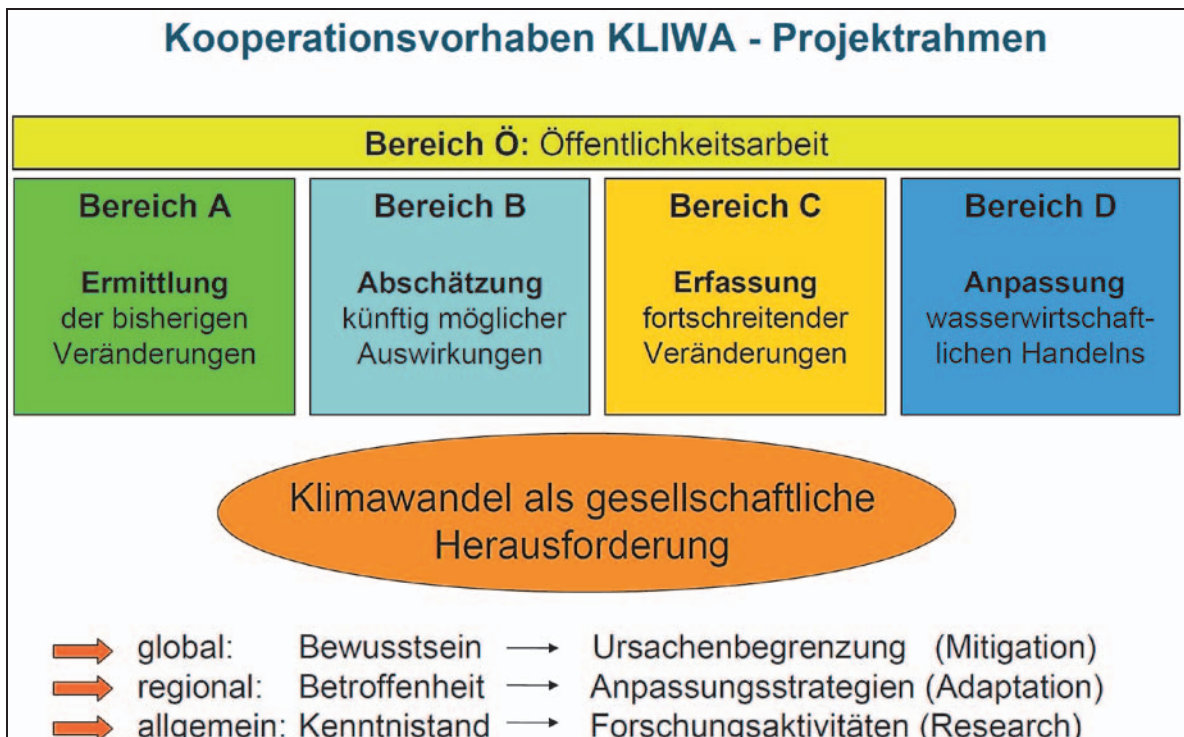 Kooperationsvorhaben KLIWA - Projektrahmen
Bereich Ö: Öffentlichkeitsarbeit
Bereich A
Ermittlung
der bisherigen
Veränderungen
Bereich B
Abschätzung
künftig möglicher
Auswirkungen
Bereich C
Erfassung
fortschreitender
Veränderungen
Bereich D
Anpassung
wasserwirtschaft-
lichen Handelns
Klimawandel als gesellschaftliche
Herausforderung
global: Bewusstsein → Ursachenbegrenzung (Mitigation)
regional: Betroffenheit → Anpassungsstrategien (Adaptation)
allgemein: Kenntnistand → Forschungsaktivitäten (Research)